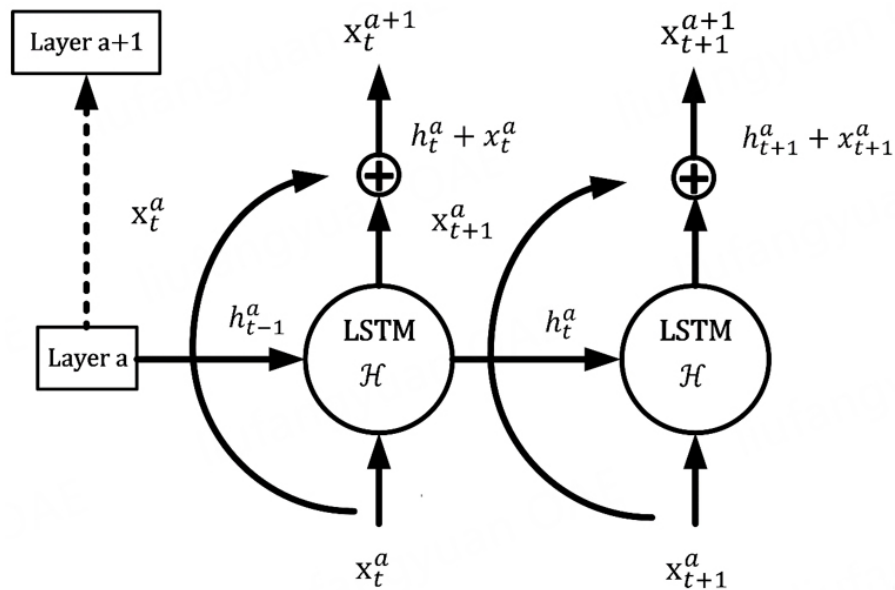 Layer a+1
x_t^{a+1}
x_{t+1}^{a+1}
h_t^a + x_t^a
h_{t+1}^a + x_{t+1}^a
x_t^a
x_{t+1}^a
h_{t-1}^a
LSTM
h_t^a
LSTM
Layer a
ℋ
ℋ
x_t^a
x_{t+1}^a